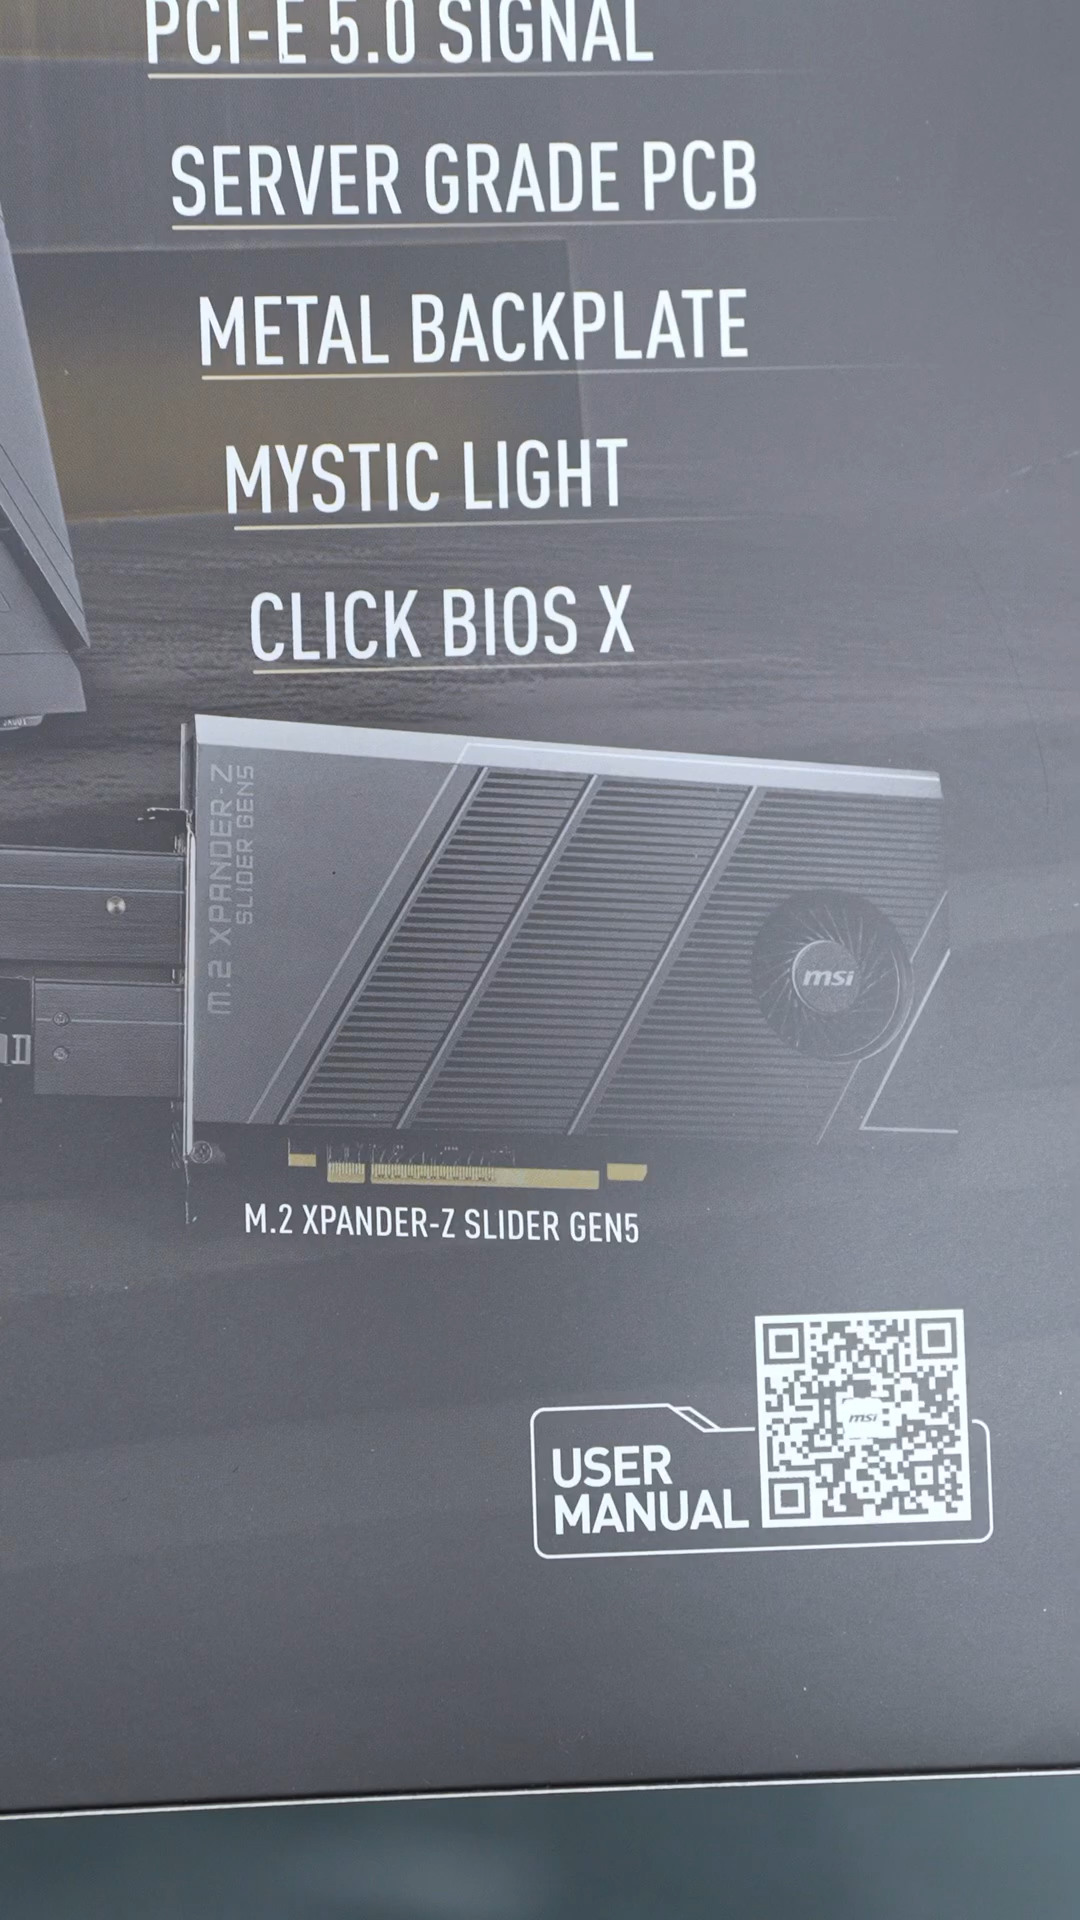 PCI-E 5.0 SIGNAL
SERVER GRADE PCB
METAL BACKPLATE
MYSTIC LIGHT
CLICK BIOS X
M.2 XPANDER-Z
SLIDER GEN5
msi
M.2 XPANDER-Z SLIDER GEN5
msi
USER
MANUAL